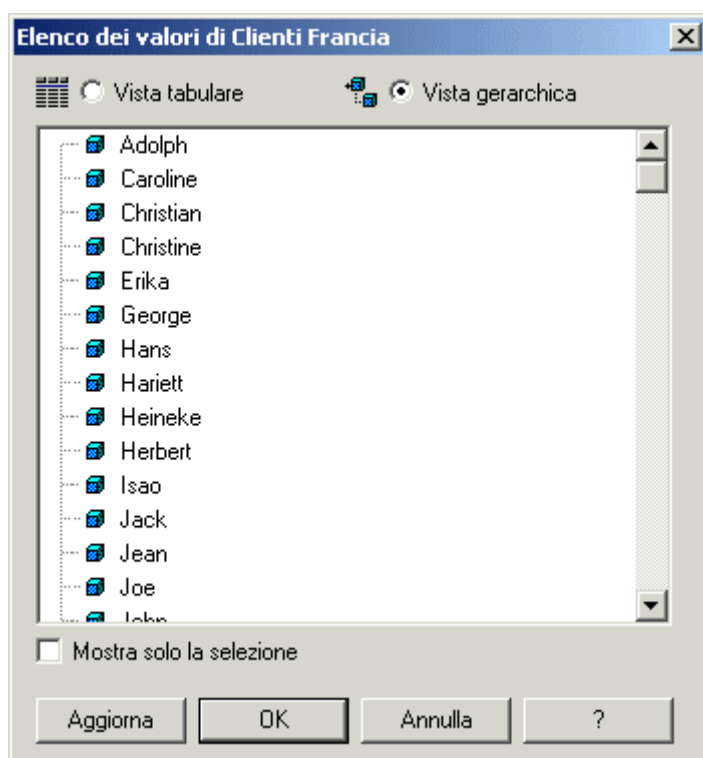 Elenco dei valori di Clienti Francia
Vista tabulare Vista gerarchica
Adolph
Caroline
Christian
Christine
Erika
George
Hans
Hariett
Heineke
Herbert
Isao
Jack
Jean
Joe
John
Mostra solo la selezione
Aggiorna OK Annulla ?